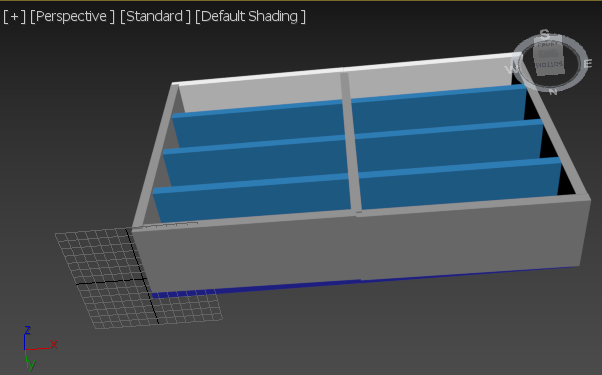 [+] [Perspective ] [Standard ] [Default Shading ]
S
W
E
N
z
x
y